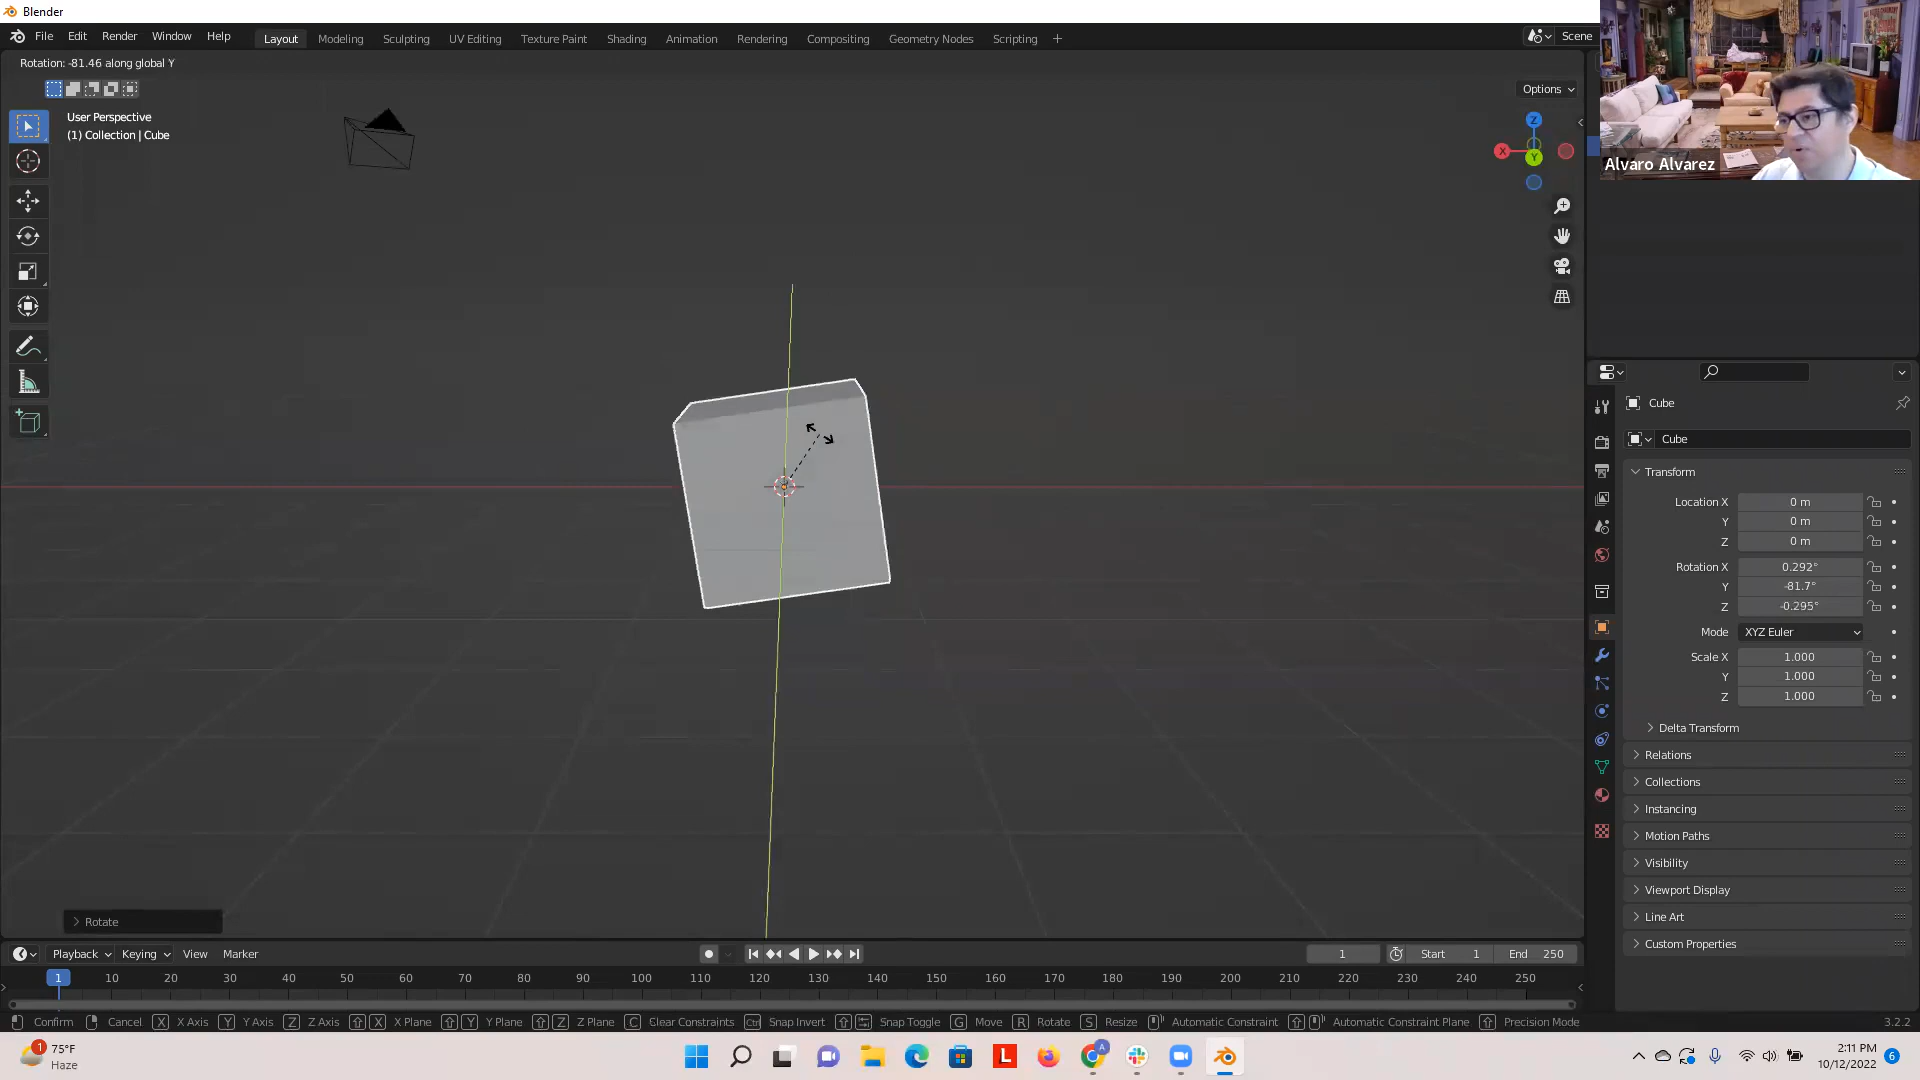 Blender
File Edit Render Window Help Layout Modeling Sculpting UV Editing Texture Paint Shading Animation Rendering Compositing Geometry Nodes Scripting + Scene
Rotation: -81.46 along global Y
Options
User Perspective
(1) Collection | Cube
Z
X
Y
Alvaro Alvarez
Cube
Cube
Transform
Location X 0 m
Y 0 m
Z 0 m
Rotation X 0.292°
Y -81.7°
Z -0.295°
Mode XYZ Euler
Scale X 1.000
Y 1.000
Z 1.000
Delta Transform
Relations
Collections
Instancing
Motion Paths
Visibility
Viewport Display
Line Art
Custom Properties
Rotate
Playback Keying View Marker 1 Start 1 End 250
1 10 20 30 40 50 60 70 80 90 100 110 120 130 140 150 160 170 180 190 200 210 220 230 240 250
Confirm Cancel X X Axis Y Y Axis Z Z Axis X X Plane Y Y Plane Z Z Plane C Clear Constraints Ctrl Snap Invert Snap Toggle G Move R Rotate S Resize Automatic Constraint Automatic Constraint Plane Precision Mode 3.2.2
1 75°F
Haze
L
A
2:11 PM
10/12/2022
6